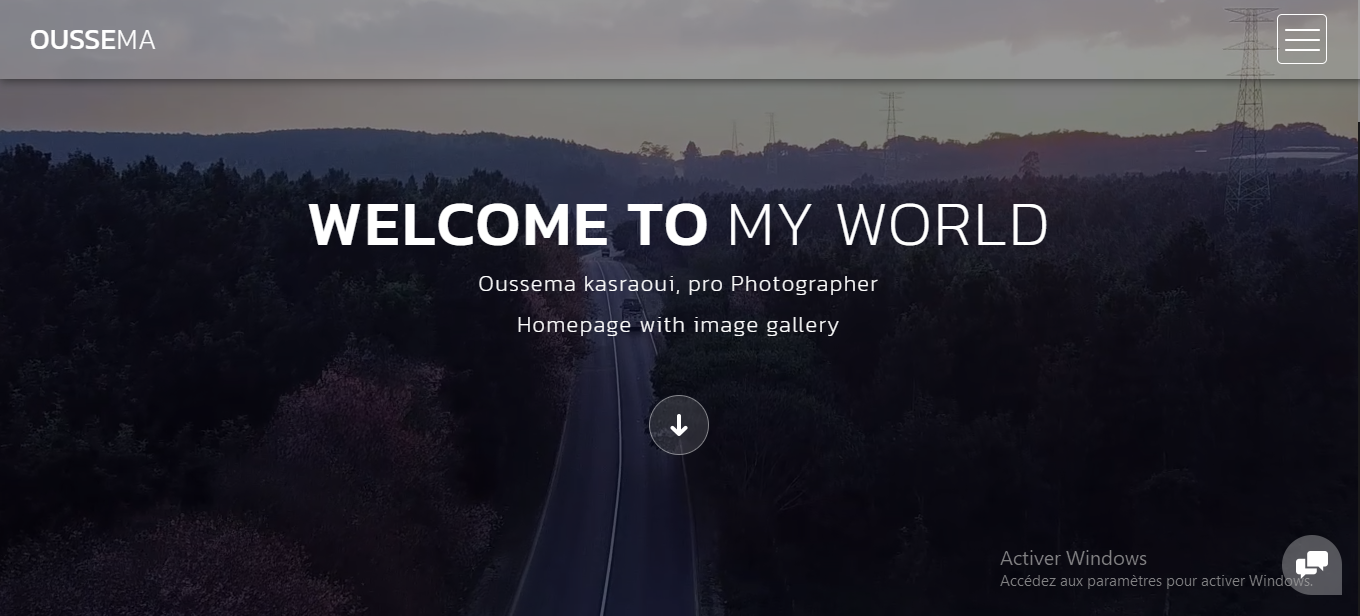 OUSSEMA
WELCOME TO MY WORLD
Oussema kasraoui, pro Photographer
Homepage with image gallery
Activer Windows
Accédez aux paramètres pour activer Windows.